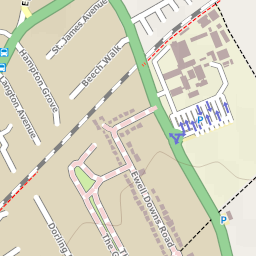 E
St. James Avenue
Beech Walk
Hampton Grove
Langton Avenue
P
Ewell Downs Road
The G
Dorling
P